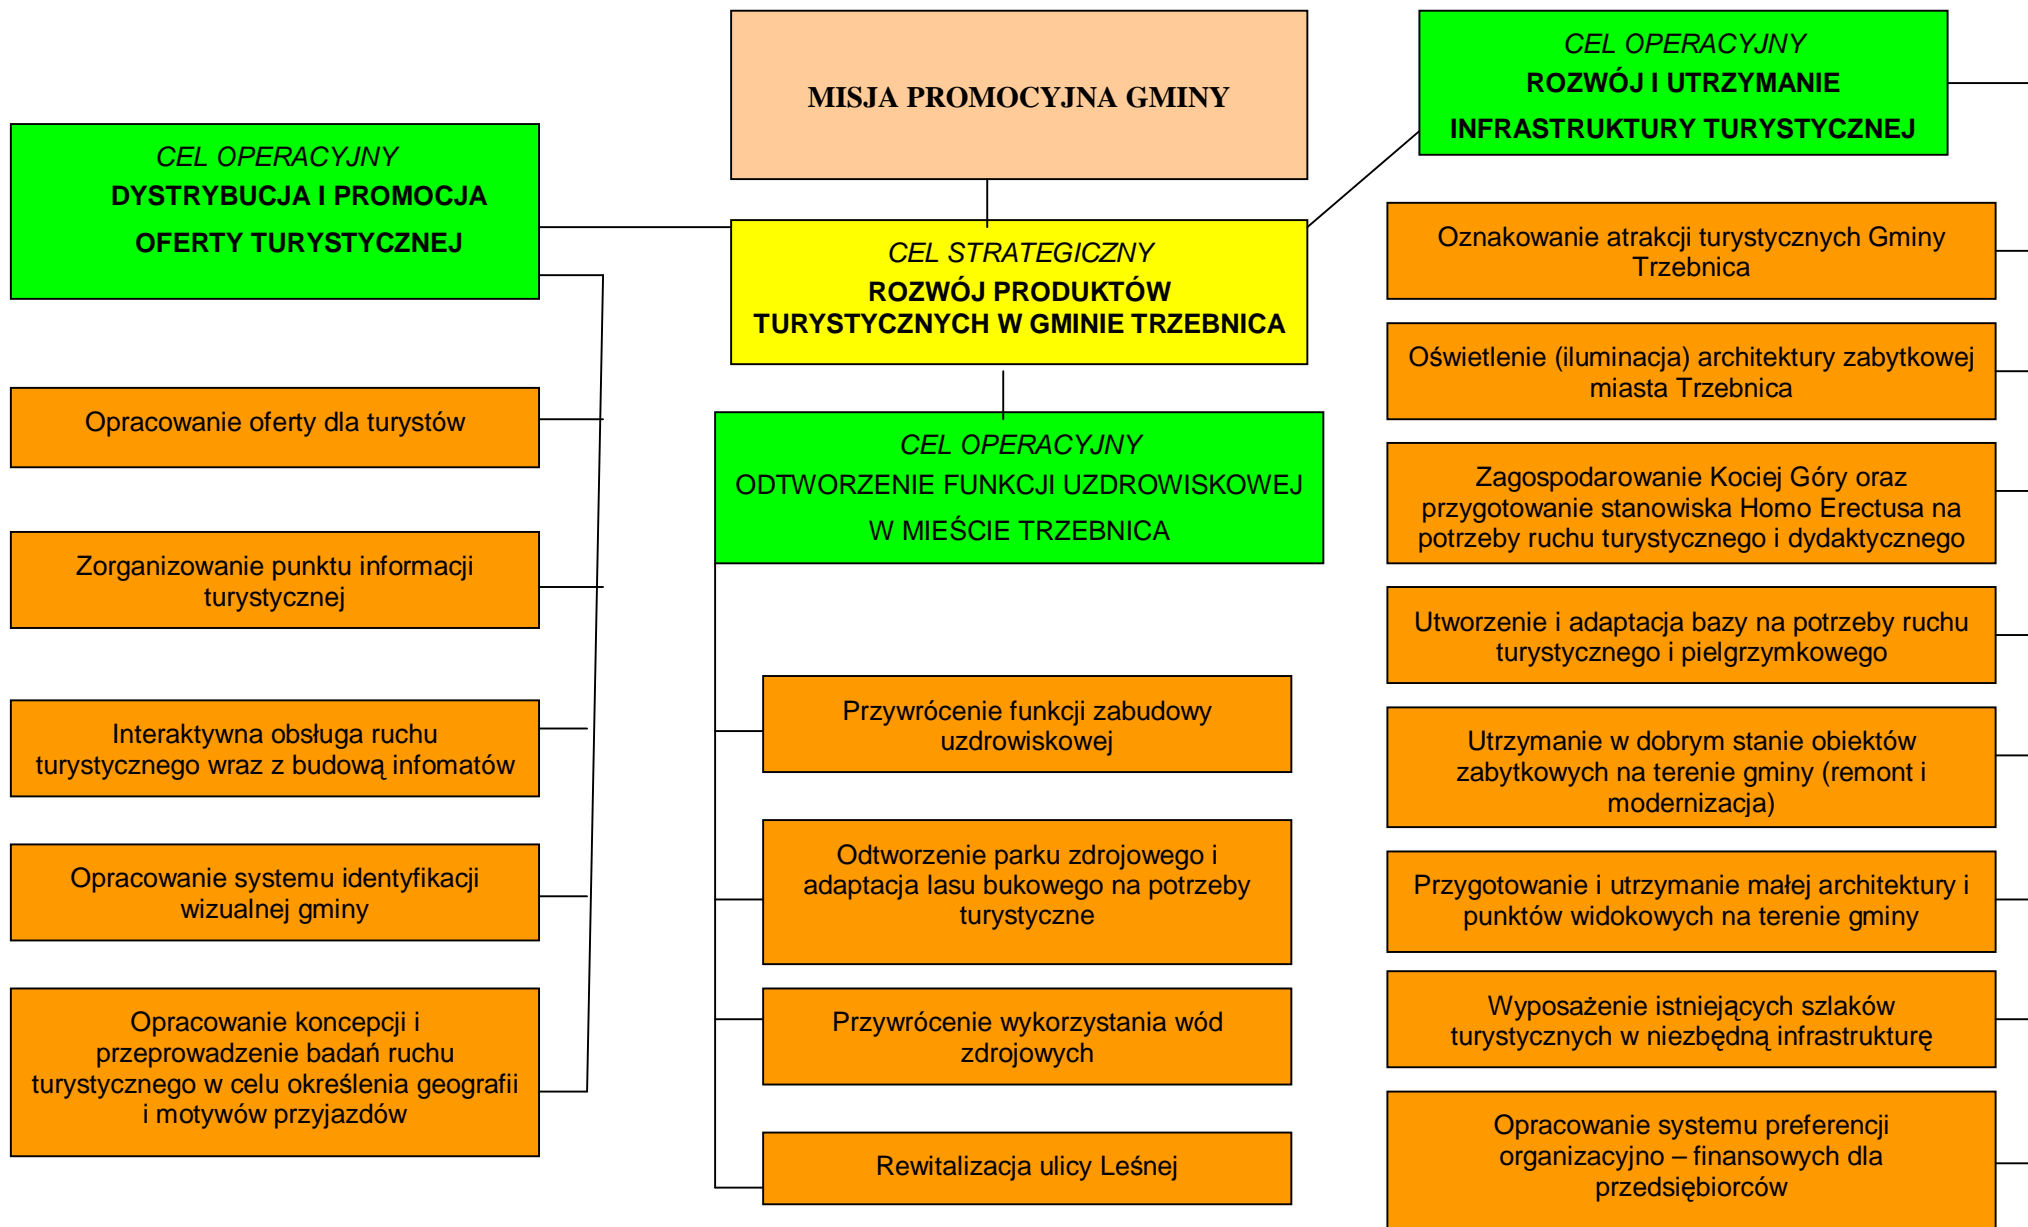 MISJA PROMOCYJNA GMINY
CEL OPERACYJNY
DYSTRYBUCJA I PROMOCJA
OFERTY TURYSTYCZNEJ
Opracowanie oferty dla turystów
Zorganizowanie punktu informacji
turystycznej
Interaktywna obsługa ruchu
turystycznego wraz z budową infomatów
Opracowanie systemu identyfikacji
wizualnej gminy
Opracowanie koncepcji i
przeprowadzenie badań ruchu
turystycznego w celu określenia geografii
i motywów przyjazdów
CEL STRATEGICZNY
ROZWÓJ PRODUKTÓW
TURYSTYCZNYCH W GMINIE TRZEBNICA
CEL OPERACYJNY
ODTWORZENIE FUNKCJI UZDROWISKOWEJ
W MIEŚCIE TRZEBNICA
Przywrócenie funkcji zabudowy
uzdrowiskowej
Odtworzenie parku zdrojowego i
adaptacja lasu bukowego na potrzeby
turystyczne
Przywrócenie wykorzystania wód
zdrojowych
Rewitalizacja ulicy Leśnej
CEL OPERACYJNY
ROZWÓJ I UTRZYMANIE
INFRASTRUKTURY TURYSTYCZNEJ
Oznakowanie atrakcji turystycznych Gminy
Trzebnica
Oświetlenie (iluminacja) architektury zabytkowej
miasta Trzebnica
Zagospodarowanie Kociej Góry oraz
przygotowanie stanowiska Homo Erectusa na
potrzeby ruchu turystycznego i dydaktycznego
Utworzenie i adaptacja bazy na potrzeby ruchu
turystycznego i pielgrzymkowego
Utrzymanie w dobrym stanie obiektów
zabytkowych na terenie gminy (remont i
modernizacja)
Przygotowanie i utrzymanie małej architektury i
punktów widokowych na terenie gminy
Wyposażenie istniejących szlaków
turystycznych w niezbędną infrastrukturę
Opracowanie systemu preferencji
organizacyjno – finansowych dla
przedsiębiorców